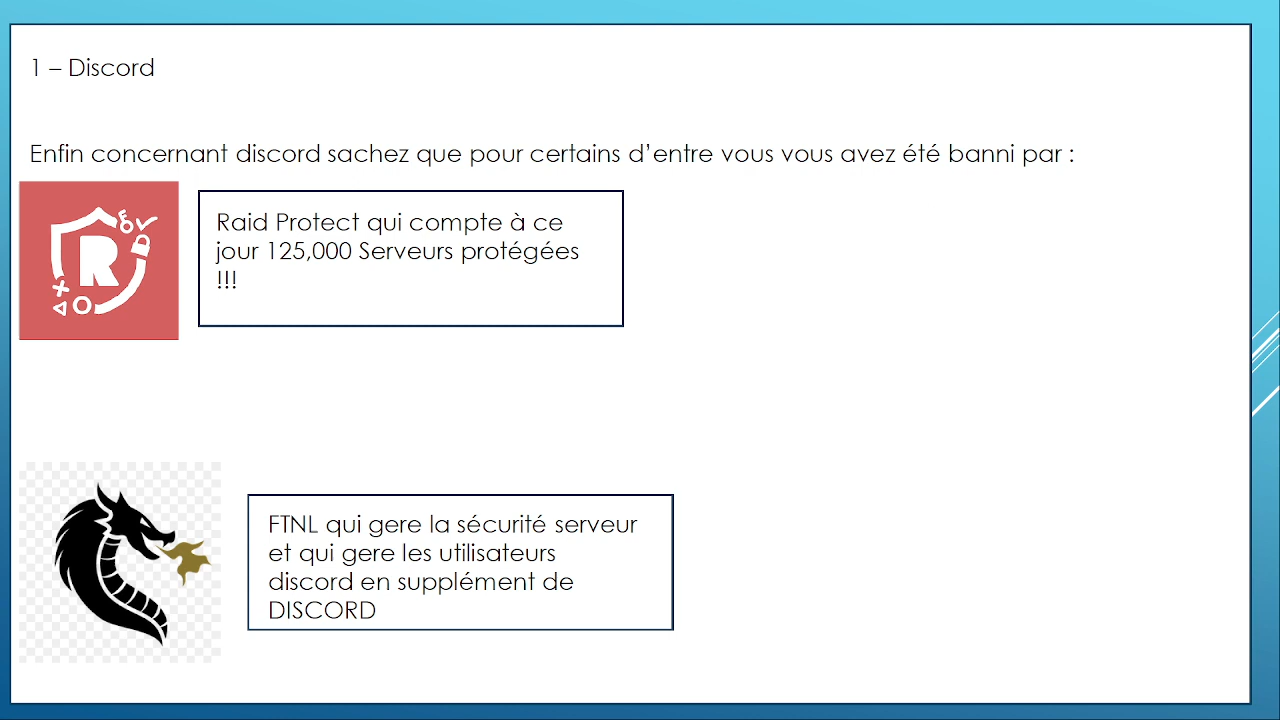 1 – Discord
Enfin concernant discord sachez que pour certains d'entre vous vous avez été banni par :
R
Raid Protect qui compte à ce
jour 125,000 Serveurs protégées
!!!
FTNL qui gere la sécurité serveur
et qui gere les utilisateurs
discord en supplément de
DISCORD